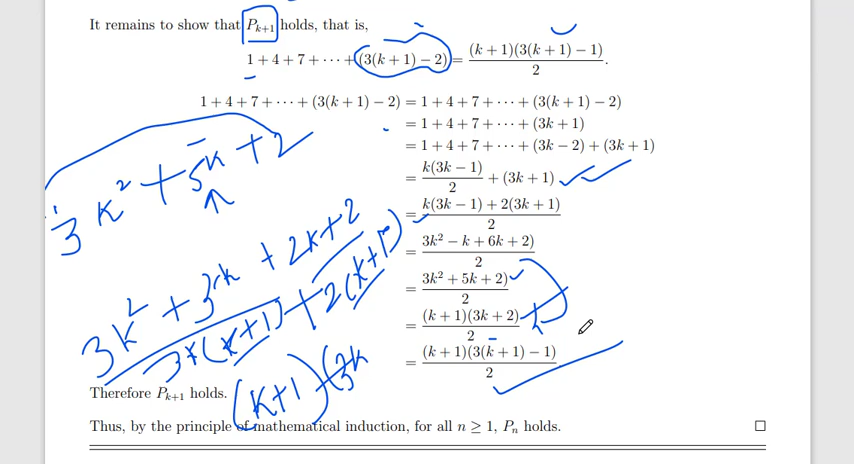 It remains to show that P_{k+1} holds, that is,
1 + 4 + 7 + ⋯ + (3(k + 1) − 2) = (k + 1)(3(k + 1) − 1) / 2.
1 + 4 + 7 + ⋯ + (3(k + 1) − 2) = 1 + 4 + 7 + ⋯ + (3(k + 1) − 2)
= 1 + 4 + 7 + ⋯ + (3k + 1)
= 1 + 4 + 7 + ⋯ + (3k − 2) + (3k + 1)
= k(3k − 1) / 2 + (3k + 1)
= k(3k − 1) + 2(3k + 1) / 2
= 3k² − k + 6k + 2) / 2
= 3k² + 5k + 2) / 2
= (k + 1)(3k + 2) / 2
= (k + 1)(3(k + 1) − 1) / 2
3k² + 5k + 2
3k² + 3k + 2k + 2
3k(k+1) + 2(k+1)
(k+1)(3k
Therefore P_{k+1} holds.
Thus, by the principle of mathematical induction, for all n ≥ 1, P_n holds.